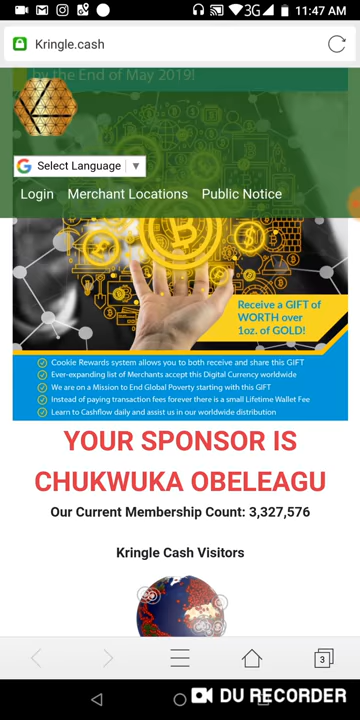 11:47 AM
3G
Kringle.cash
by the End of May 2019!
Select Language
Login Merchant Locations Public Notice
Receive a GIFT of
WORTH over
1oz. of GOLD!
Cookie Rewards system allows you to both receive and share this GIFT
Ever-expanding list of Merchants accept this Digital Currency worldwide
We are on a Mission to End Global Poverty starting with this GIFT
Instead of paying transaction fees forever there is a small Lifetime Wallet Fee
Learn to Cashflow daily and assist us in our worldwide distribution
YOUR SPONSOR IS
CHUKWUKA OBELEAGU
Our Current Membership Count: 3,327,576
Kringle Cash Visitors
3
DU RECORDER